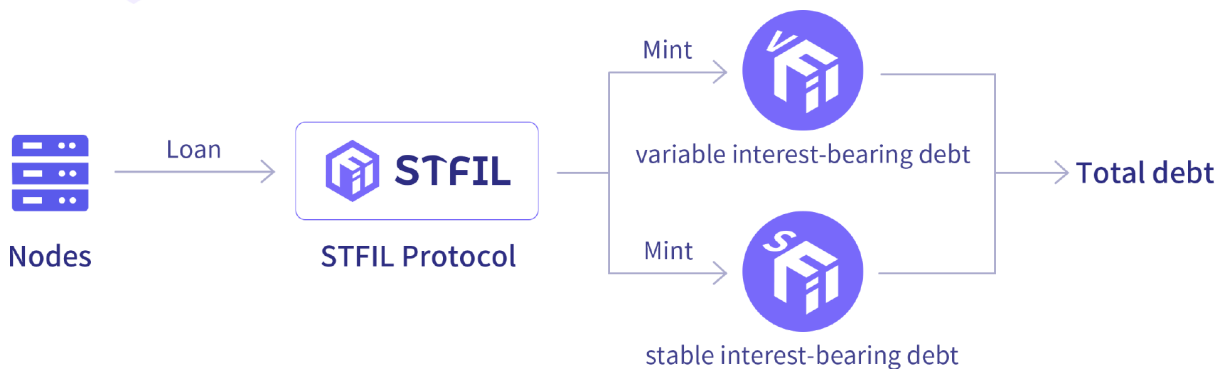 Nodes
Loan
STFIL
STFIL Protocol
Mint
V
variable interest-bearing debt
Mint
S
stable interest-bearing debt
Total debt